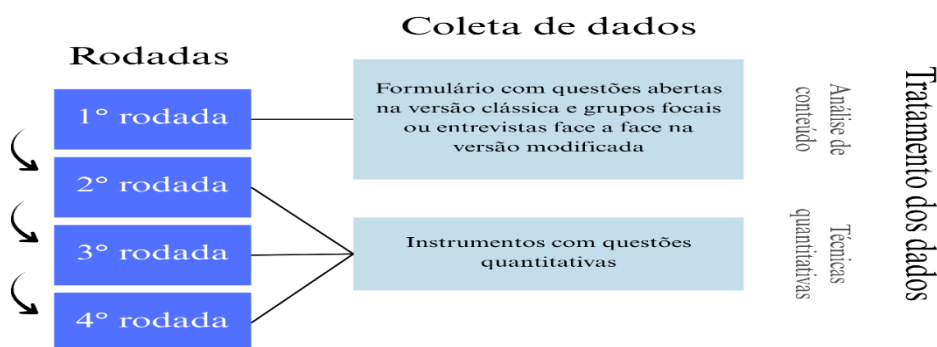 Rodadas
1° rodada
2° rodada
3° rodada
4° rodada
Coleta de dados
Formulário com questões abertas
na versão clássica e grupos focais
ou entrevistas face a face na
versão modificada
Instrumentos com questões
quantitativas
Análise de
conteúdo
Técnicas
quantitativas
Tratamento dos dados